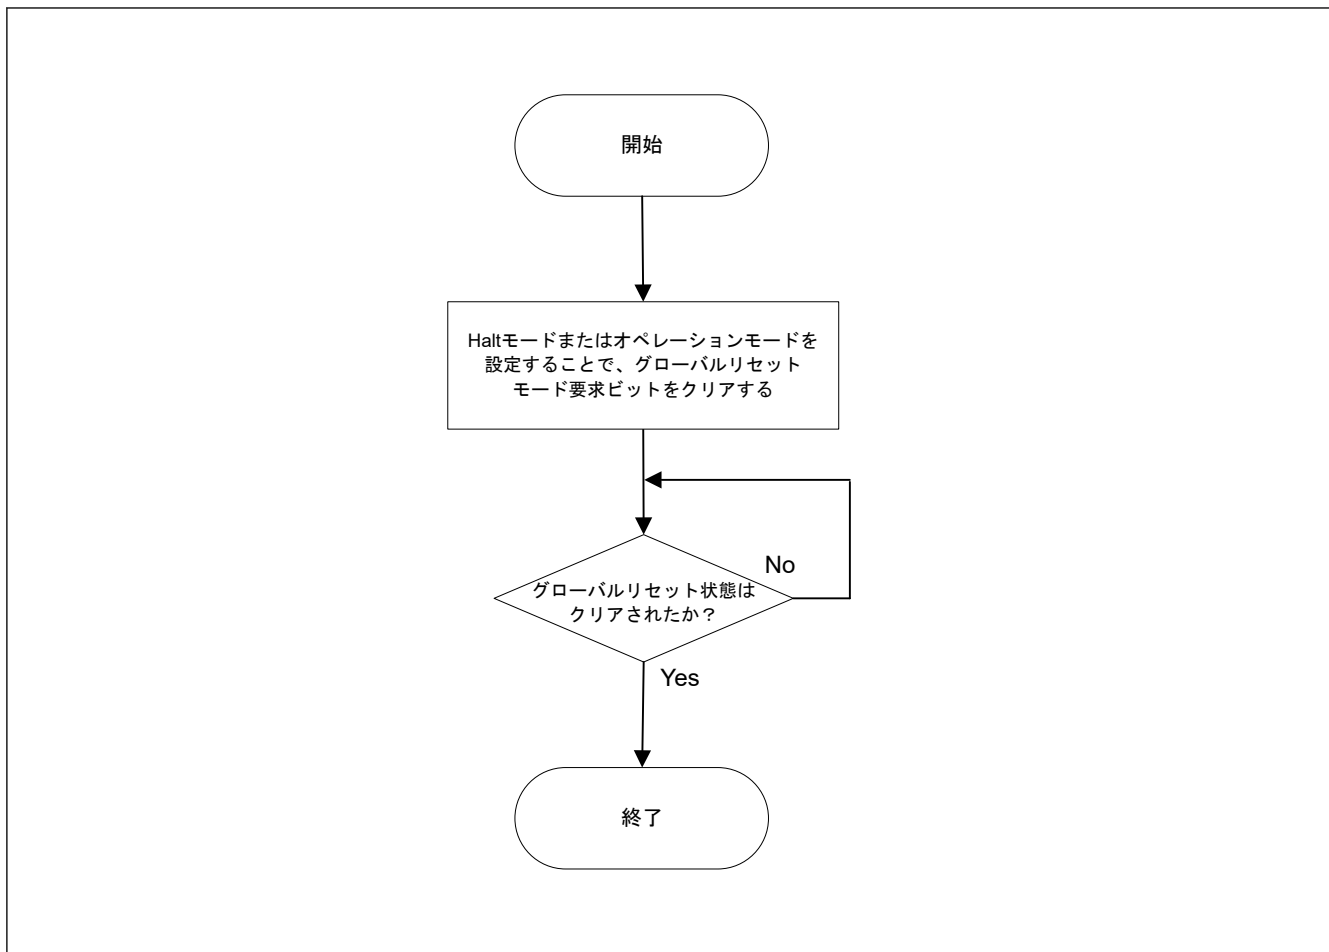 開始
Haltモードまたはオペレーションモードを
設定することで、グローバルリセット
モード要求ビットをクリアする
No
グローバルリセット状態は
クリアされたか？
Yes
終了